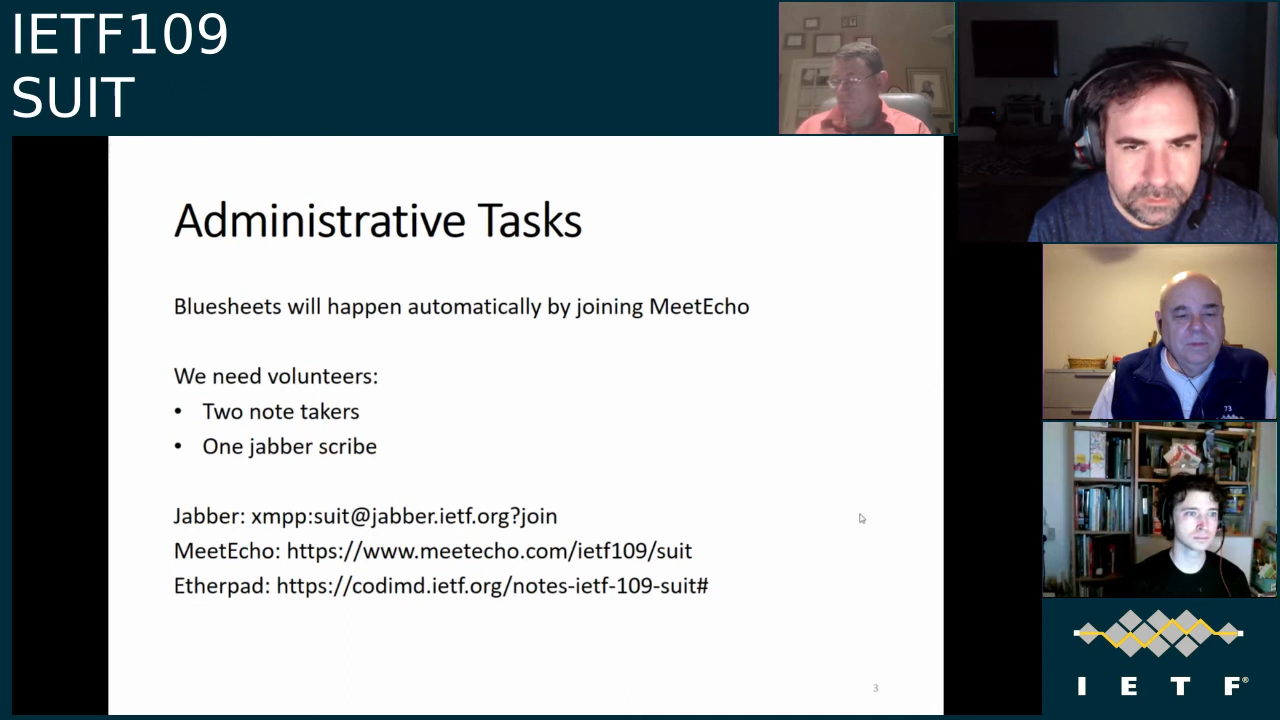 IETF109
SUIT
Administrative Tasks
Bluesheets will happen automatically by joining MeetEcho
We need volunteers:
• Two note takers
• One jabber scribe
Jabber: xmpp:suit@jabber.ietf.org?join
MeetEcho: https://www.meetecho.com/ietf109/suit
Etherpad: https://codimd.ietf.org/notes-ietf-109-suit#
3
73
I E T F®